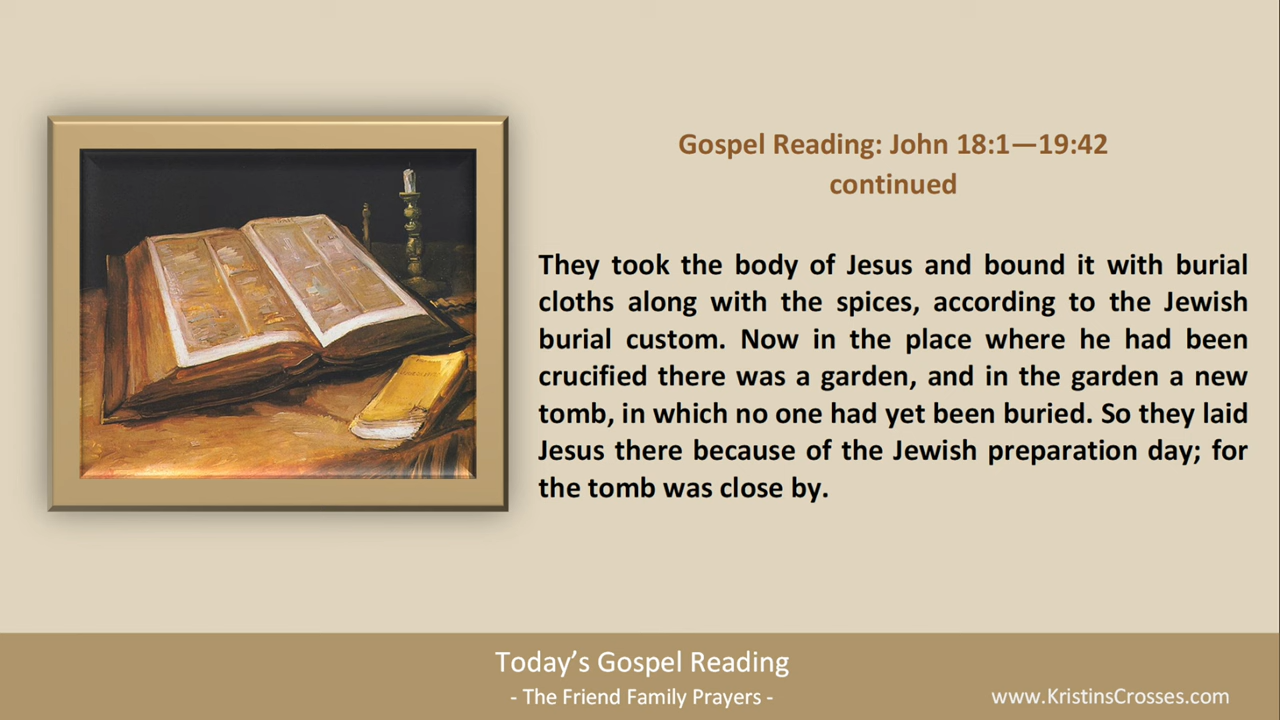 Gospel Reading: John 18:1—19:42
continued
They took the body of Jesus and bound it with burial
cloths along with the spices, according to the Jewish
burial custom. Now in the place where he had been
crucified there was a garden, and in the garden a new
tomb, in which no one had yet been buried. So they laid
Jesus there because of the Jewish preparation day; for
the tomb was close by.
Today's Gospel Reading
- The Friend Family Prayers -
www.KristinsCrosses.com